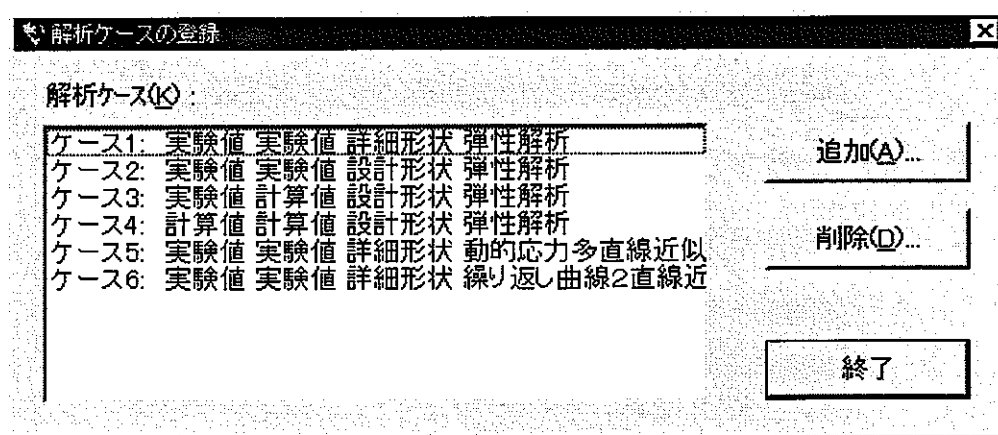 解析ケースの登録
解析ケース(K) :
ケース1: 実験値 実験値 詳細形状 弾性解析
ケース2: 実験値 実験値 設計形状 弾性解析
ケース3: 実験値 計算値 設計形状 弾性解析
ケース4: 計算値 計算値 設計形状 弾性解析
ケース5: 実験値 実験値 詳細形状 動的応力多直線近似
ケース6: 実験値 実験値 詳細形状 繰り返し曲線2直線近
追加(A)...
削除(D)...
終了